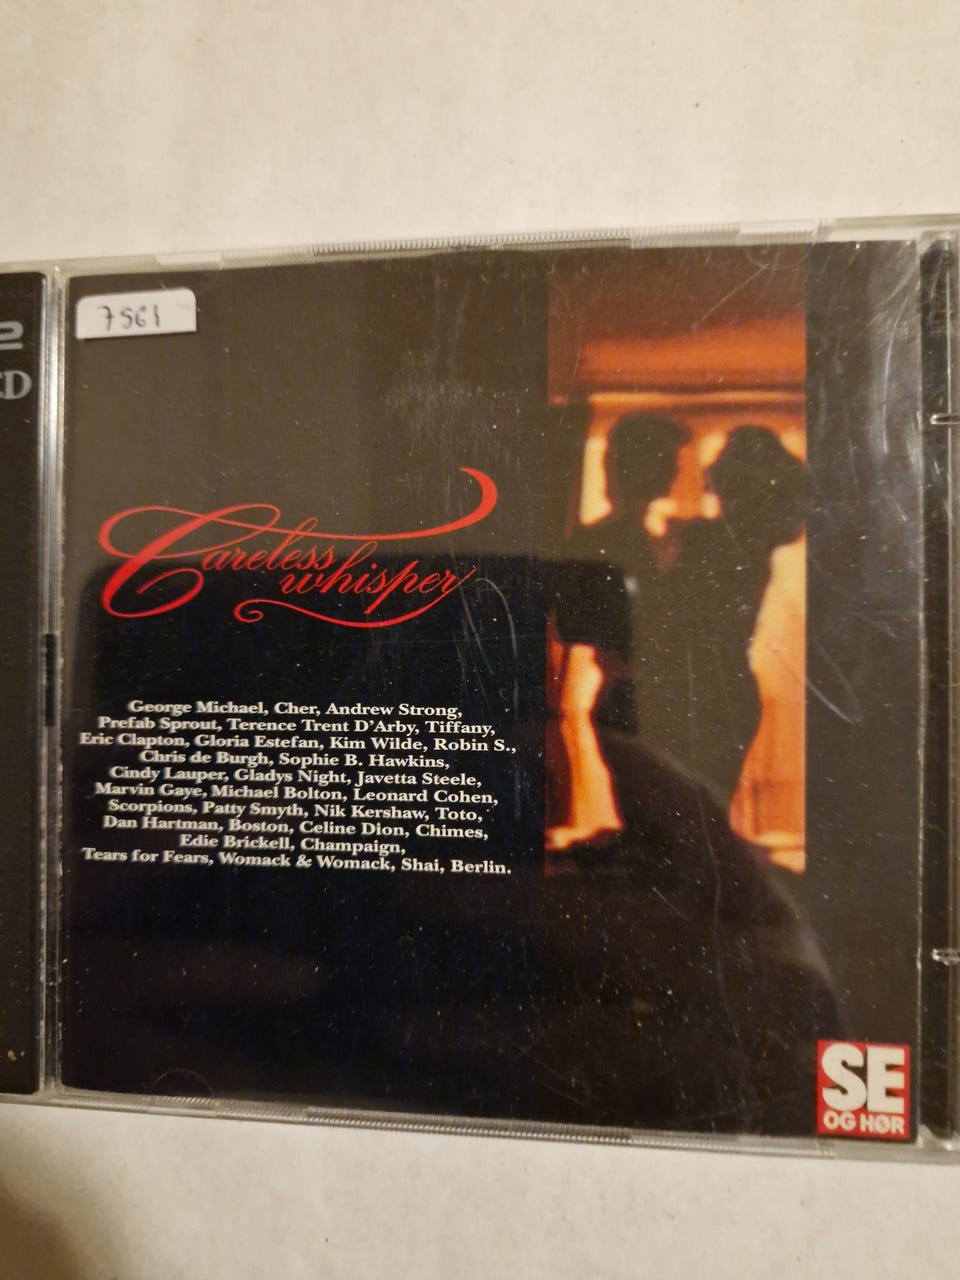 2
CD
7561
Careless
whisper
George Michael, Cher, Andrew Strong,
Prefab Sprout, Terence Trent D'Arby, Tiffany,
Eric Clapton, Gloria Estefan, Kim Wilde, Robin S.,
Chris de Burgh, Sophie B. Hawkins,
Cindy Lauper, Gladys Night, Javetta Steele,
Marvin Gaye, Michael Bolton, Leonard Cohen,
Scorpions, Patty Smyth, Nik Kershaw, Toto,
Dan Hartman, Boston, Celine Dion, Chimes,
Edie Brickell, Champaign,
Tears for Fears, Womack & Womack, Shai, Berlin.
SE
OG HØR